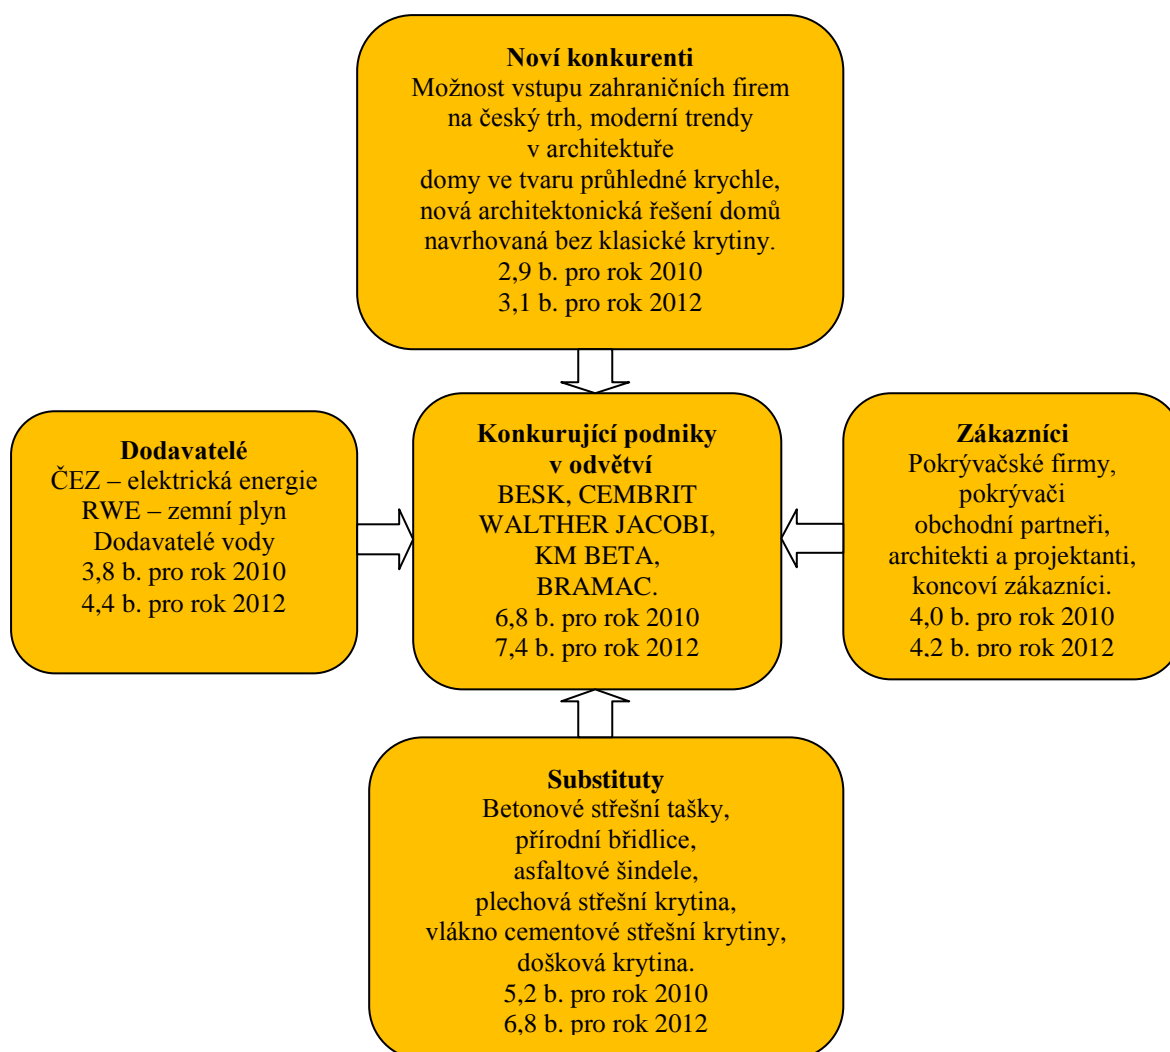 Noví konkurenti
Možnost vstupu zahraničních firem
na český trh, moderní trendy
v architektuře
domy ve tvaru průhledné krychle,
nová architektonická řešení domů
navrhovaná bez klasické krytiny.
2,9 b. pro rok 2010
3,1 b. pro rok 2012
Dodavatelé
ČEZ – elektrická energie
RWE – zemní plyn
Dodavatelé vody
3,8 b. pro rok 2010
4,4 b. pro rok 2012
Konkurující podniky
v odvětví
BESK, CEMBRIT
WALTHER JACOBI,
KM BETA,
BRAMAC.
6,8 b. pro rok 2010
7,4 b. pro rok 2012
Zákazníci
Pokrývačské firmy,
pokrývači
obchodní partneři,
architekti a projektanti,
koncoví zákazníci.
4,0 b. pro rok 2010
4,2 b. pro rok 2012
Substituty
Betonové střešní tašky,
přírodní břidlice,
asfaltové šindele,
plechová střešní krytina,
vlákno cementové střešní krytiny,
došková krytina.
5,2 b. pro rok 2010
6,8 b. pro rok 2012